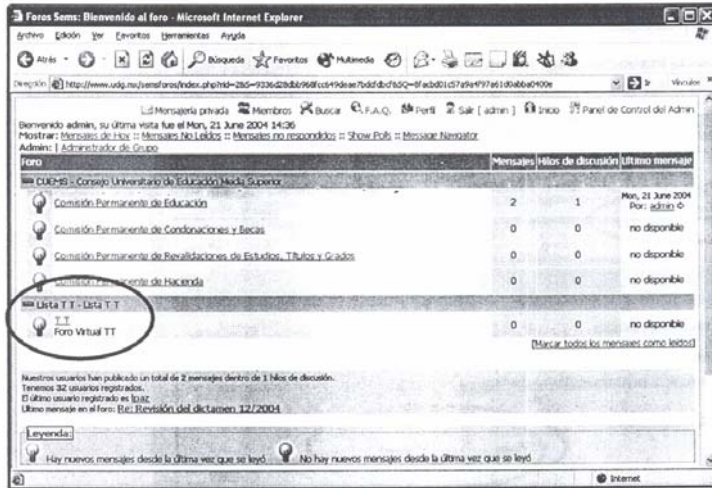 Foros Sems: Bienvenido al foro - Microsoft Internet Explorer
Archivo Edición Ver Favoritos Herramientas Ayuda
Atrás Búsqueda Favoritos Multimedia
Dirección Ir Vínculos
Mensajería privada Miembros Buscar F.A.Q. Perfil Salir [ admin ] Inicio Panel de Control del Admin
Bienvenido admin, su última visita fue el Mon, 21 June 2004 14:36
Mostrar: Mensajes de Hoy :: Mensajes No Leidos :: Mensajes no respondidos :: Show Polls :: Message Navigator
Admin: | Administrador de Grupo
Foro Mensajes Hilos de discusión Ultimo mensaje
CUEMS - Consejo Universitario de Educación Media Superior
Comisión Permanente de Educación 2 1 Mon, 21 June 2004
Por: admin
Comisión Permanente de Condonaciones y Becas 0 0 no disponible
Comisión Permanente de Revalidaciones de Estudios, Títulos y Grados 0 0 no disponible
Comisión Permanente de Hacienda 0 0 no disponible
Lista T T - Lista T T
T T
Foro Virtual TT 0 0 no disponible
[Marcar todos los mensajes como leidos]
Nuestros usuarios han publicado un total de 2 mensajes dentro de 1 hilos de discusión.
Tenemos 32 usuarios registrados.
El último usuario registrado es lpaz
Ultimo mensaje en el foro: Re: Revisión del dictamen 12/2004
Leyenda:
Hay nuevos mensajes desde la última vez que se leyó No hay nuevos mensajes desde la última vez que se leyó
Internet